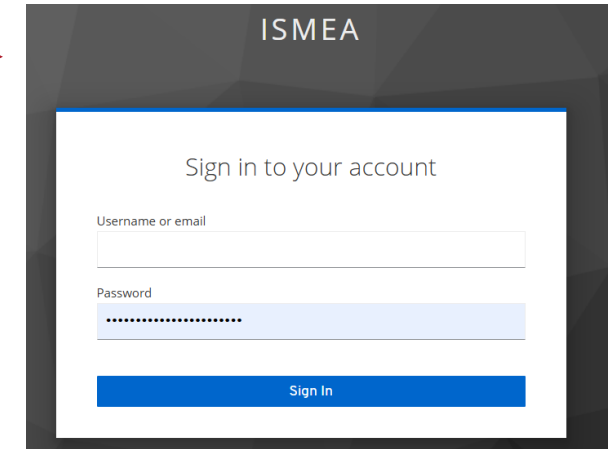 ISMEA
Sign in to your account
Username or email
Password
••••••••••••••••••••••
Sign In